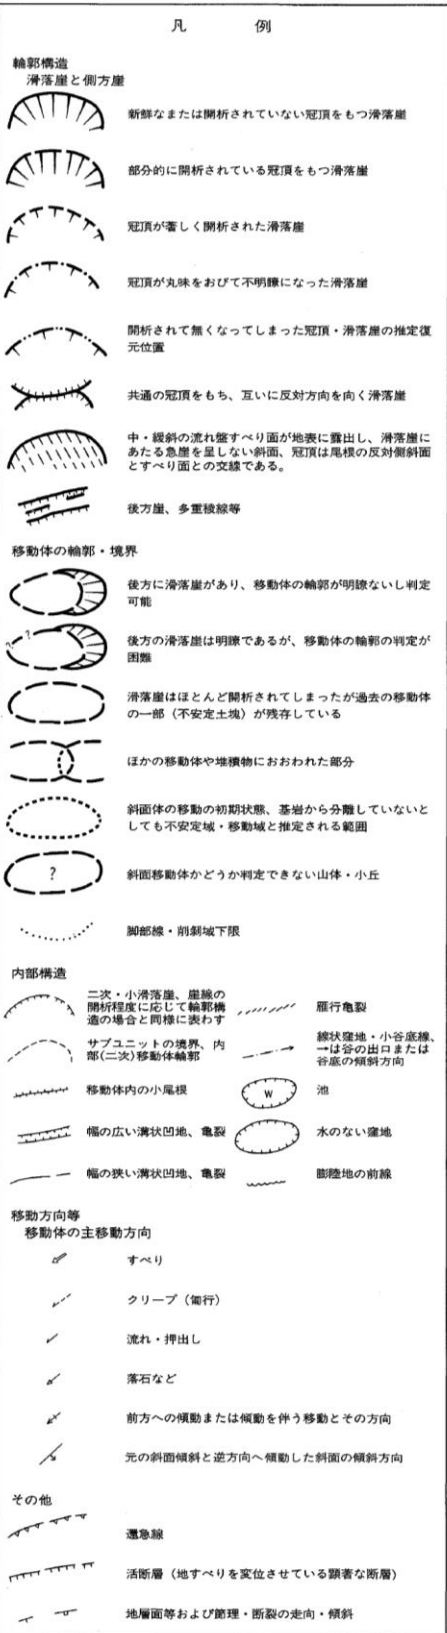 凡 例
輪郭構造
滑落崖と側方崖
新鮮なまたは開析されていない冠頂をもつ滑落崖
部分的に開析されている冠頂をもつ滑落崖
冠頂が著しく開析された滑落崖
冠頂が丸味をおびて不明瞭になった滑落崖
開析されて無くなってしまった冠頂・滑落崖の推定復
元位置
共通の冠頂をもち、互いに反対方向を向く滑落崖
中・緩斜の流れ盤すべり面が地表に露出し、滑落崖に
あたる急崖を呈しない斜面、冠頂は尾根の反対側斜面
とすべり面との交線である。
後方崖、多重稜線等
移動体の輪郭・境界
後方に滑落崖があり、移動体の輪郭が明瞭ないし判定
可能
? ?
後方の滑落崖は明瞭であるが、移動体の輪郭の判定が
困難
滑落崖はほとんど開析されてしまったが過去の移動体
の一部(不安定土塊)が残存している
ほかの移動体や堆積物におおわれた部分
斜面体の移動の初期状態、基岩から分離していないと
しても不安定域・移動域と推定される範囲
?
斜面移動体かどうか判定できない山体・小丘
脚部線・削剝域下限
内部構造
二次・小滑落崖、崖線の
開析程度に応じて輪郭構
造の場合と同様に表わす
雁行亀裂
サブユニットの境界、内
部(二次)移動体輪郭
線状窪地・小谷底線、
→は谷の出口または
谷底の傾斜方向
移動体内の小尾根
W
池
幅の広い溝状凹地、亀裂
水のない窪地
幅の狭い溝状凹地、亀裂
膨陸地の前線
移動方向等
移動体の主移動方向
すべり
クリープ(匍行)
流れ・押出し
落石など
前方への傾動または傾動を伴う移動とその方向
元の斜面傾斜と逆方向へ傾動した斜面の傾斜方向
その他
遷急線
活断層(地すべりを変位させている顕著な断層)
地層面等および節理・断裂の走向・傾斜